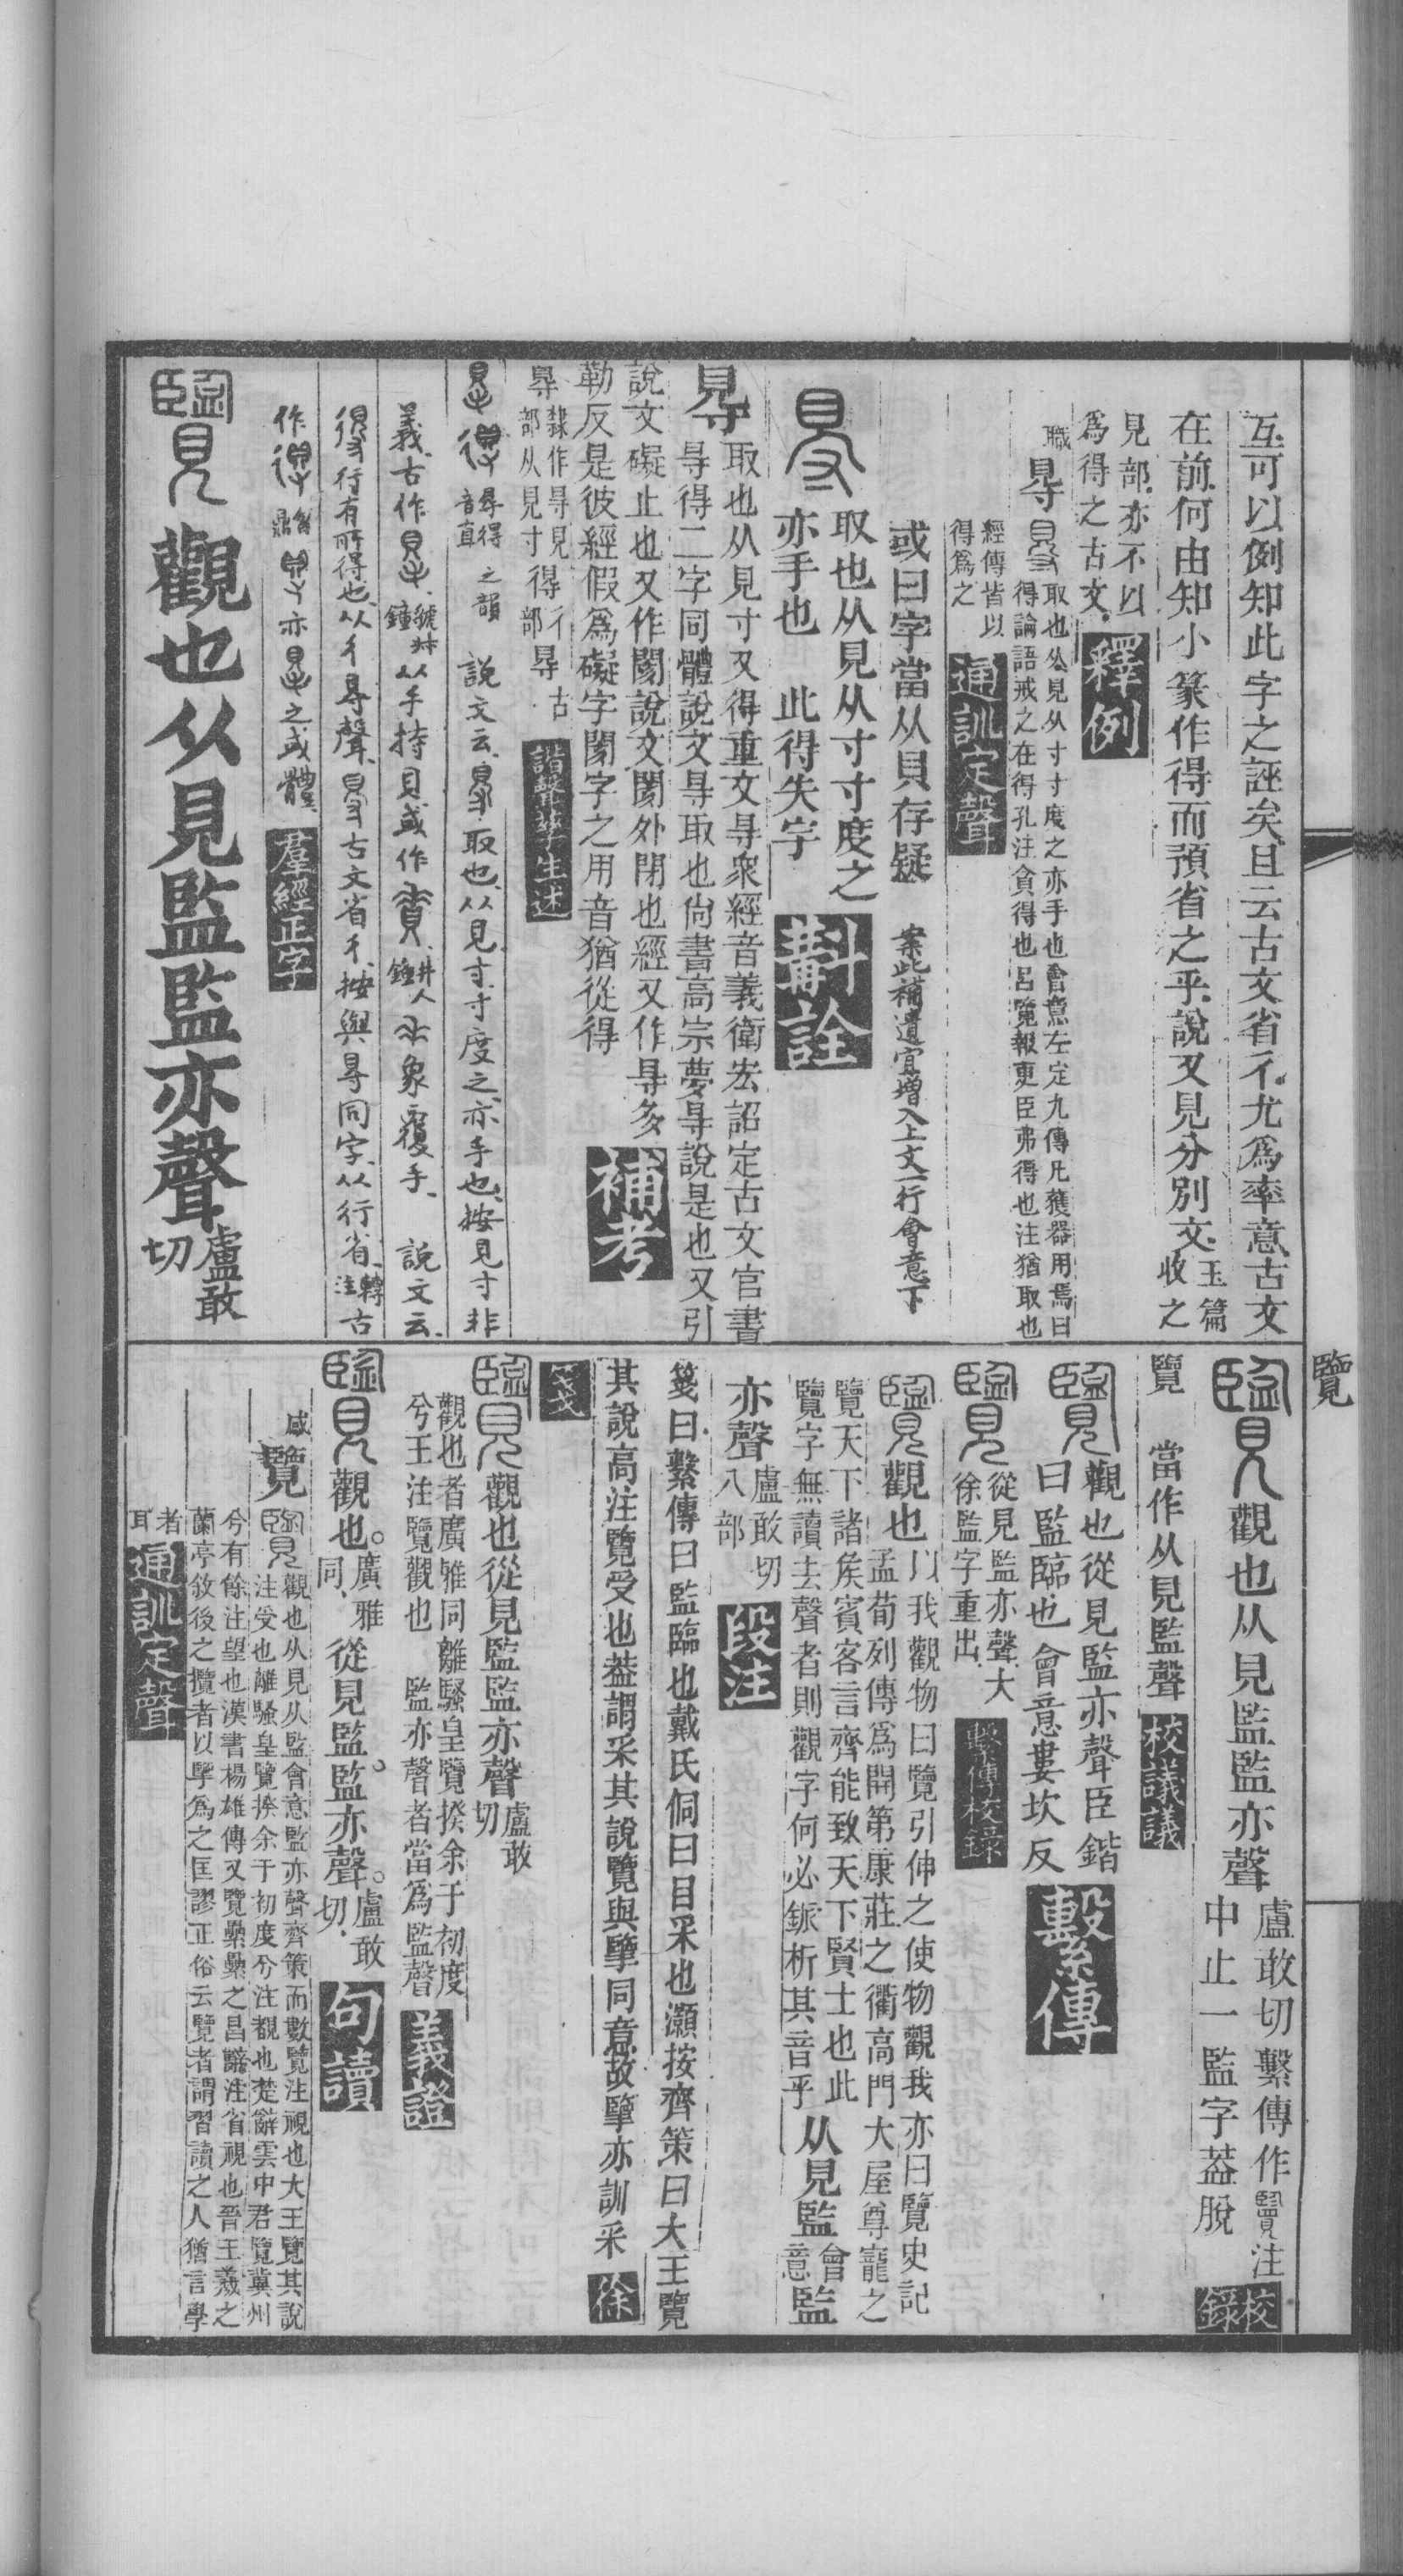 互可以例知此字之誣矣且云古文省彳尤爲率意古文
在前何由知小篆作得而預省之乎說又見分別文玉篇收之
見部亦不以
爲得之古文釋例
職㝵取也从見从寸寸度之亦手也會意左定九傳凡獲器用焉曰
得論語戒之在得孔注貪得也呂覽報更臣弗得也注猶取也
經傳皆以
得爲之通訓定聲
或曰字當从貝存疑 案此補遺宜增入上文一行會意下
取也从見从寸寸度之
亦手也 此得失字斠詮
㝵取也从見寸又得重文㝵衆經音義衛宏詔定古文官書
㝵得二字同體說文㝵取也尙書高宗夢㝵說是也又引
說文礙止也又作閡說文閡外閉也經又作㝵多
勒反是彼經假爲礙字閡字之用音猶從得補考
㝵隸作㝵見彳
部从見寸得部㝵古諧聲孳生述
㝵得 音直 之韻 說文云㝵取也从見寸寸度之亦手也按見寸非
義古作 虢叔鐘从手持貝或作 井人鐘 象覆手 說文云
得行有所得也从彳㝵聲 古文省彳按與㝵同字从行省轉注古
作 曶鼎 亦 之或體羣經正字
觀也从見監監亦聲盧敢切
覽
觀也从見監監亦聲盧敢切繫傳作覽注
中止一監字葢脫校錄
覽當作从見監聲校議議
觀也從見監亦聲臣鍇
曰監臨也會意婁坎反繫傳
從見監亦聲大
徐監字重出繫傳校錄
觀也以我觀物曰覽引伸之使物觀我亦曰覽史記
孟荀列傳爲開第康莊之衢高門大屋尊寵之
覽天下諸矦賓客言齊能致天下賢士也此
覽字無讀去聲者則觀字何必鋠析其音乎从見監會意監
亦聲盧敢切八部段注
箋曰繫傳曰監臨也戴氏侗曰目采也灝按齊策曰大王覽
其說高注覽受也葢謂采其說覽與擥同意故擥亦訓采徐
箋
觀也從見監監亦聲盧敢切
觀也者廣雅同離騷皇覽揆余于初度
兮王注覽觀也 監亦聲者當爲監聲義證
觀也。廣雅同、從見監。監亦聲。盧敢切.句讀
咸覽觀也从見从監會意監亦聲齊策而數覽注視也大王覽其說
注受也離騷皇覽揆余于初度兮注覩也楚辭雲中君覽冀州
兮有餘注望也漢書楊雄傳又覽纍纍之昌辭注省視也晉王羲之
蘭亭敘後之攬者以擥爲之匡謬正俗云覽者謂習讀之人猶言學
者
耳通訓定聲